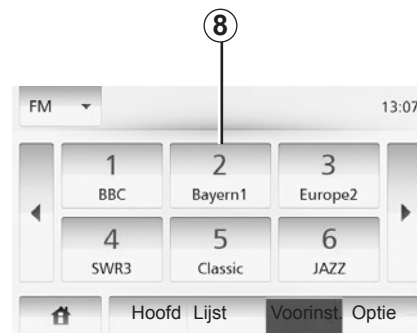 8
FM 13:07
1 2 3
BBC Bayern1 Europe2
4 5 6
SWR3 Classic JAZZ
Hoofd Lijst Voorinst. Optie